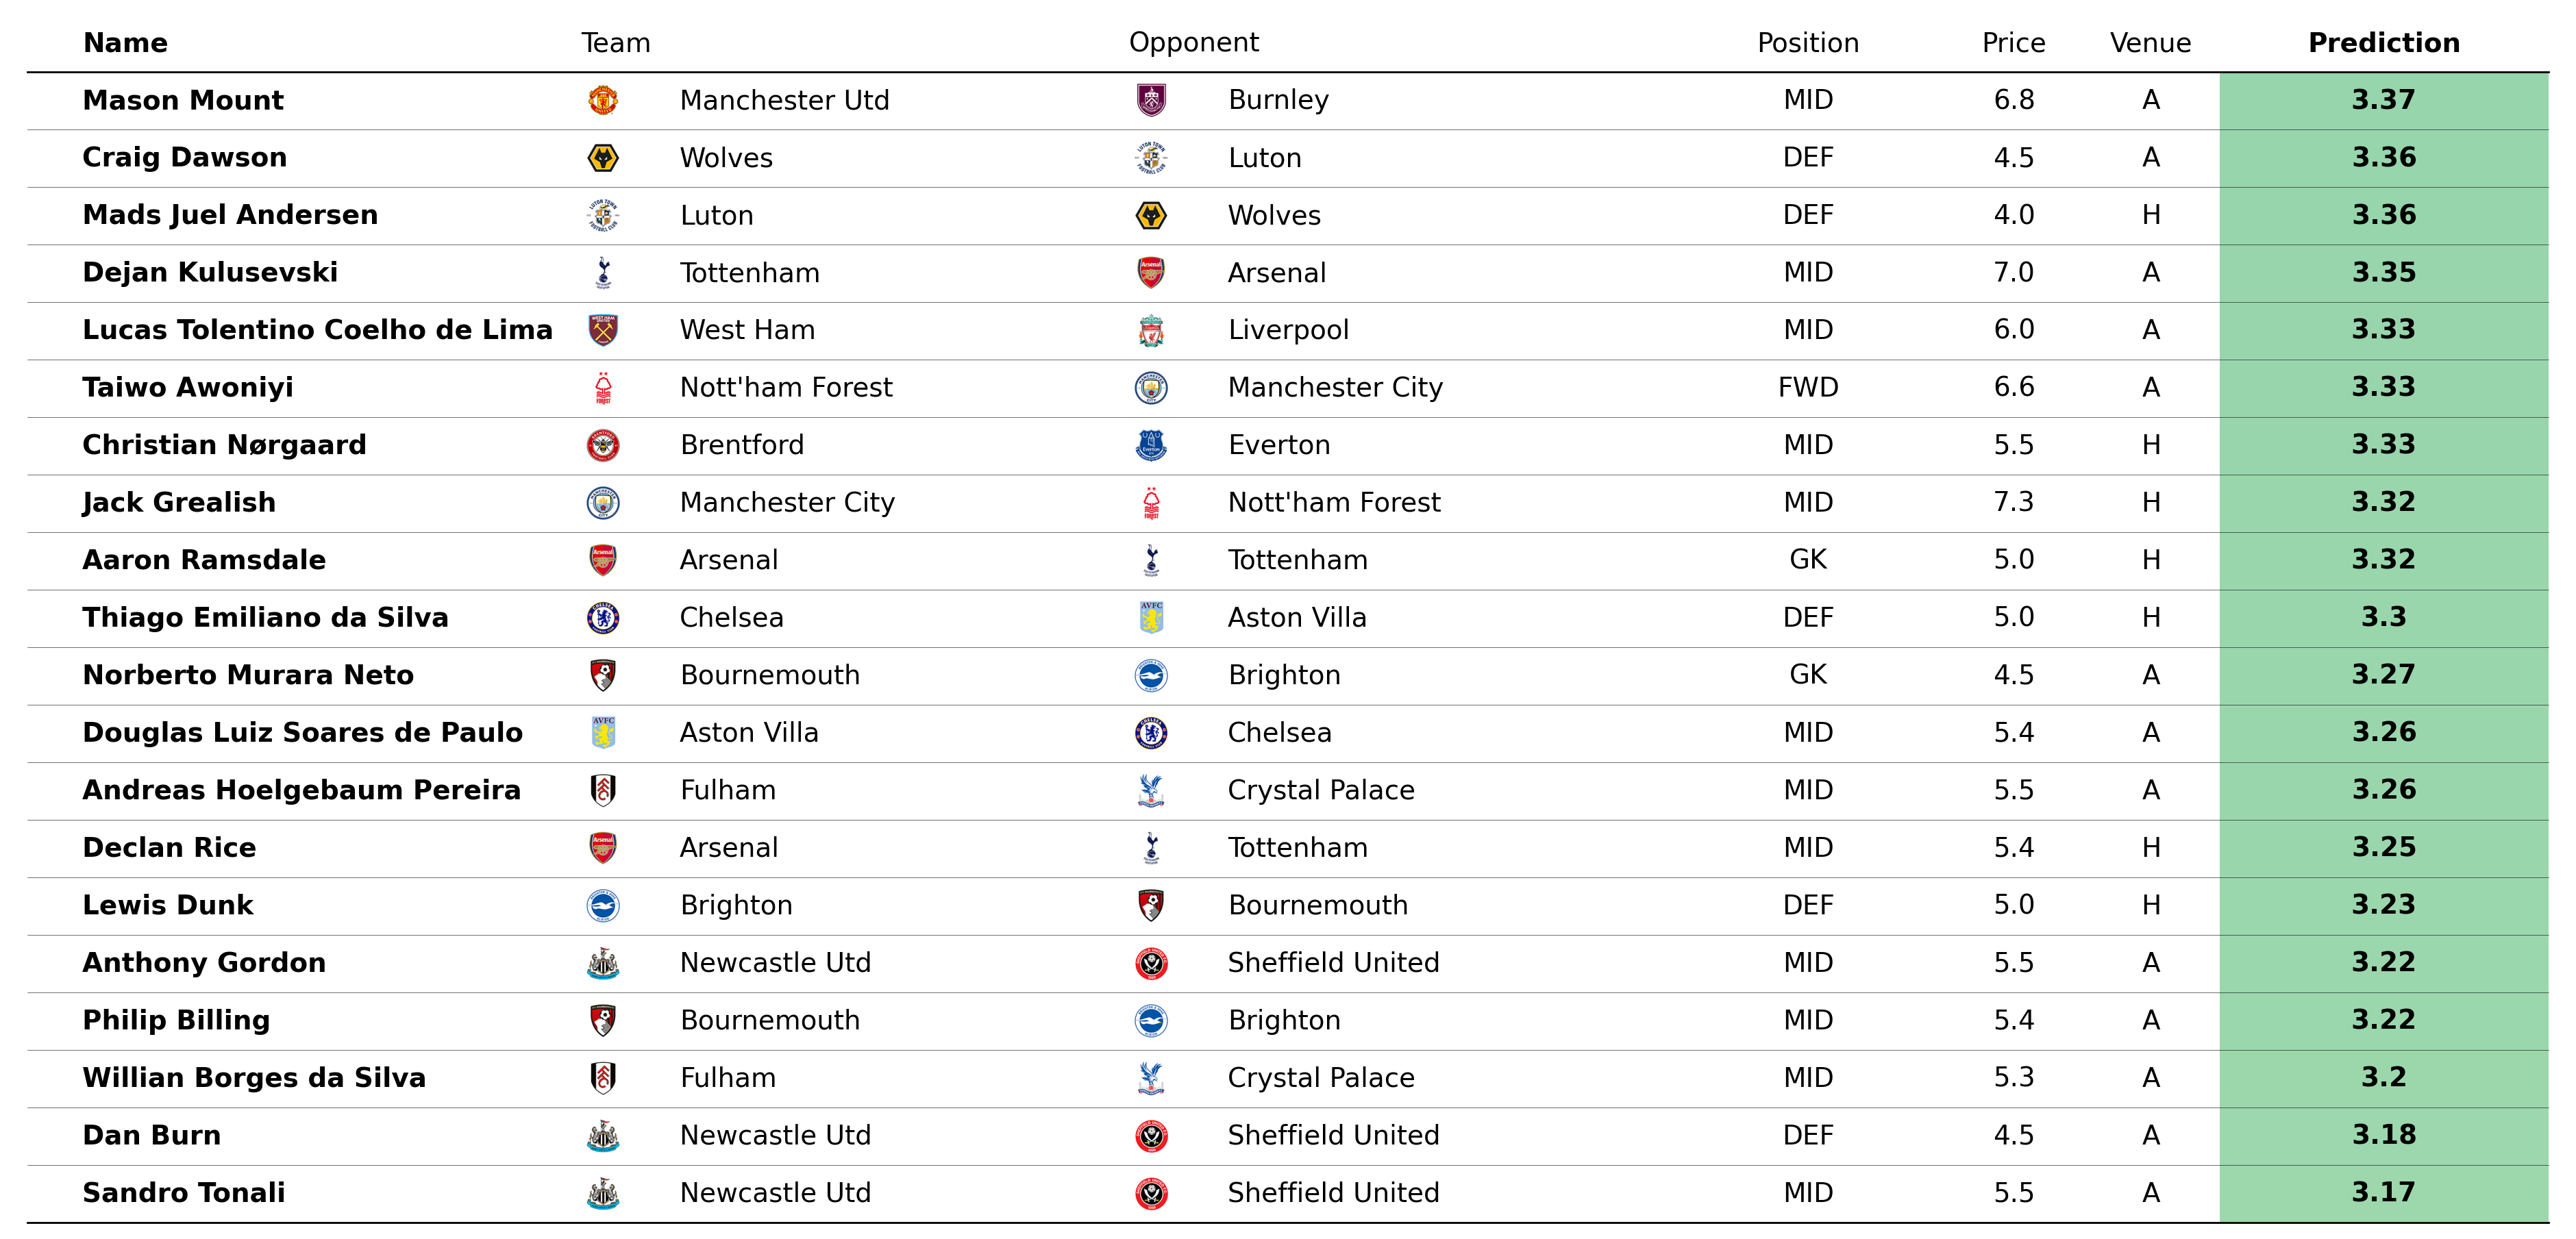 Name Team Opponent Position Price Venue Prediction
Mason Mount Manchester Utd Burnley MID 6.8 A 3.37
Craig Dawson Wolves Luton DEF 4.5 A 3.36
Mads Juel Andersen Luton Wolves DEF 4.0 H 3.36
Dejan Kulusevski Tottenham Arsenal MID 7.0 A 3.35
Lucas Tolentino Coelho de Lima West Ham Liverpool MID 6.0 A 3.33
Taiwo Awoniyi Nott'ham Forest Manchester City FWD 6.6 A 3.33
Christian Nørgaard Brentford Everton MID 5.5 H 3.33
Jack Grealish Manchester City Nott'ham Forest MID 7.3 H 3.32
Aaron Ramsdale Arsenal Tottenham GK 5.0 H 3.32
Thiago Emiliano da Silva Chelsea Aston Villa DEF 5.0 H 3.3
Norberto Murara Neto Bournemouth Brighton GK 4.5 A 3.27
Douglas Luiz Soares de Paulo Aston Villa Chelsea MID 5.4 A 3.26
Andreas Hoelgebaum Pereira Fulham Crystal Palace MID 5.5 A 3.26
Declan Rice Arsenal Tottenham MID 5.4 H 3.25
Lewis Dunk Brighton Bournemouth DEF 5.0 H 3.23
Anthony Gordon Newcastle Utd Sheffield United MID 5.5 A 3.22
Philip Billing Bournemouth Brighton MID 5.4 A 3.22
Willian Borges da Silva Fulham Crystal Palace MID 5.3 A 3.2
Dan Burn Newcastle Utd Sheffield United DEF 4.5 A 3.18
Sandro Tonali Newcastle Utd Sheffield United MID 5.5 A 3.17